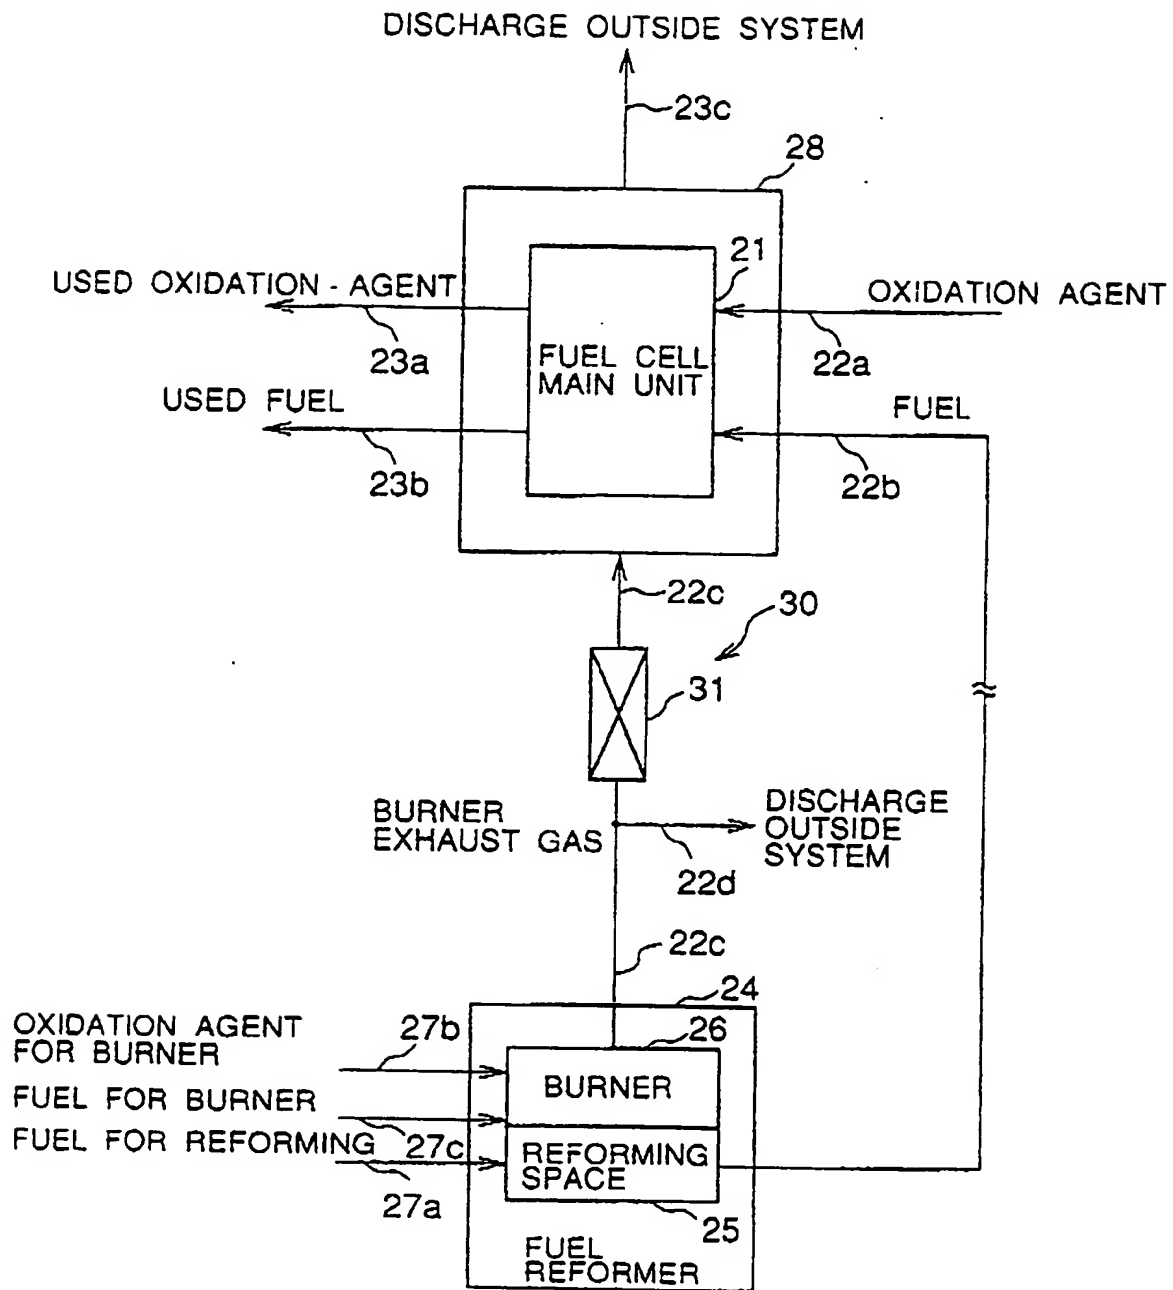 DISCHARGE OUTSIDE SYSTEM
23c
28
21
USED OXIDATION - AGENT
OXIDATION AGENT
23a
FUEL CELL
MAIN UNIT
22a
USED FUEL
FUEL
23b
22b
22c
30
31
BURNER
EXHAUST GAS
DISCHARGE
OUTSIDE
SYSTEM
22d
22c
24
OXIDATION AGENT
FOR BURNER
27b
26
BURNER
FUEL FOR BURNER
27c
FUEL FOR REFORMING
REFORMING
SPACE
27a
25
FUEL
REFORMER